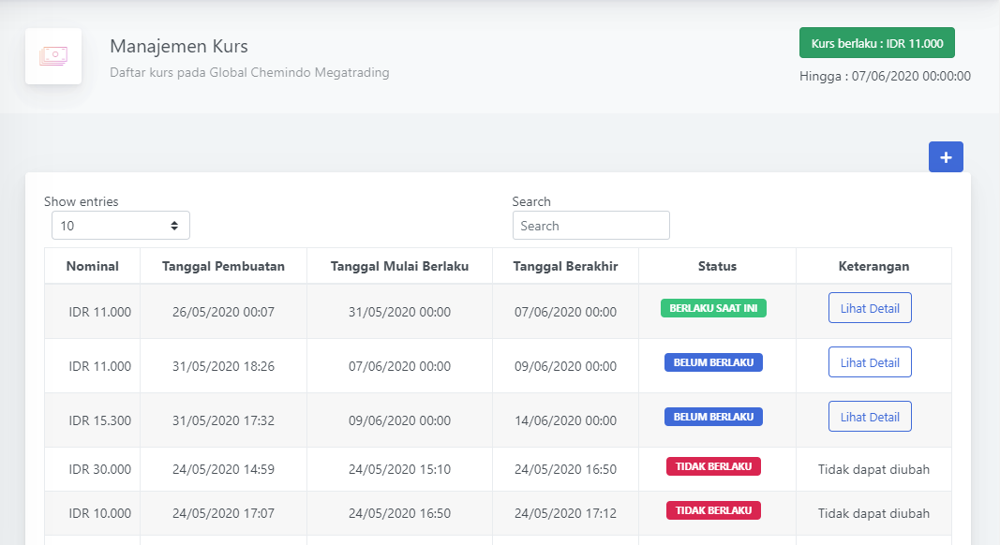 Manajemen Kurs
Daftar kurs pada Global Chemindo Megatrading
Kurs berlaku : IDR 11.000
Hingga : 07/06/2020 00:00:00
+
Show entries
10
Search
Search
Nominal Tanggal Pembuatan Tanggal Mulai Berlaku Tanggal Berakhir Status Keterangan
IDR 11.000 26/05/2020 00:07 31/05/2020 00:00 07/06/2020 00:00 BERLAKU SAAT INI Lihat Detail
IDR 11.000 31/05/2020 18:26 07/06/2020 00:00 09/06/2020 00:00 BELUM BERLAKU Lihat Detail
IDR 15.300 31/05/2020 17:32 09/06/2020 00:00 14/06/2020 00:00 BELUM BERLAKU Lihat Detail
IDR 30.000 24/05/2020 14:59 24/05/2020 15:10 24/05/2020 16:50 TIDAK BERLAKU Tidak dapat diubah
IDR 10.000 24/05/2020 17:07 24/05/2020 16:50 24/05/2020 17:12 TIDAK BERLAKU Tidak dapat diubah